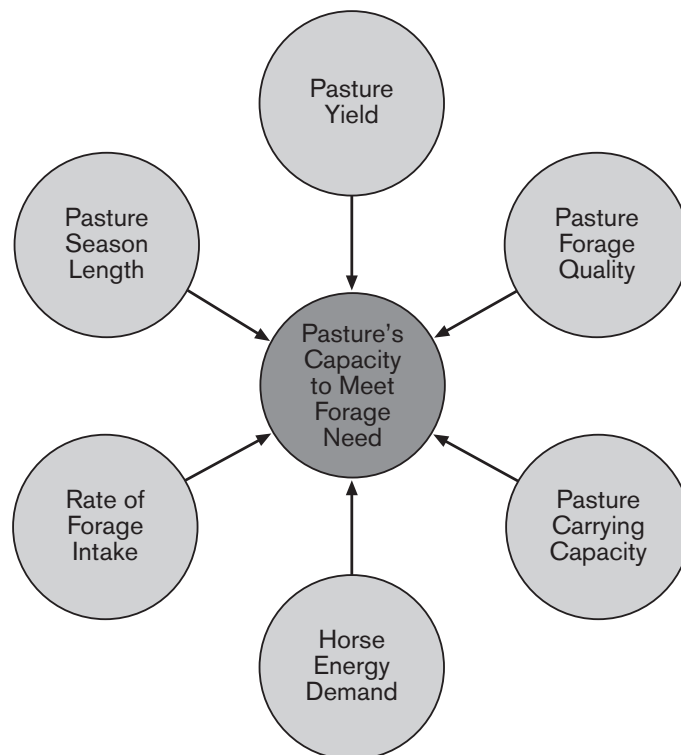 Pasture
Yield
Pasture
Season
Length
Pasture
Forage
Quality
Pasture's
Capacity
to Meet
Forage
Need
Rate of
Forage
Intake
Pasture
Carrying
Capacity
Horse
Energy
Demand